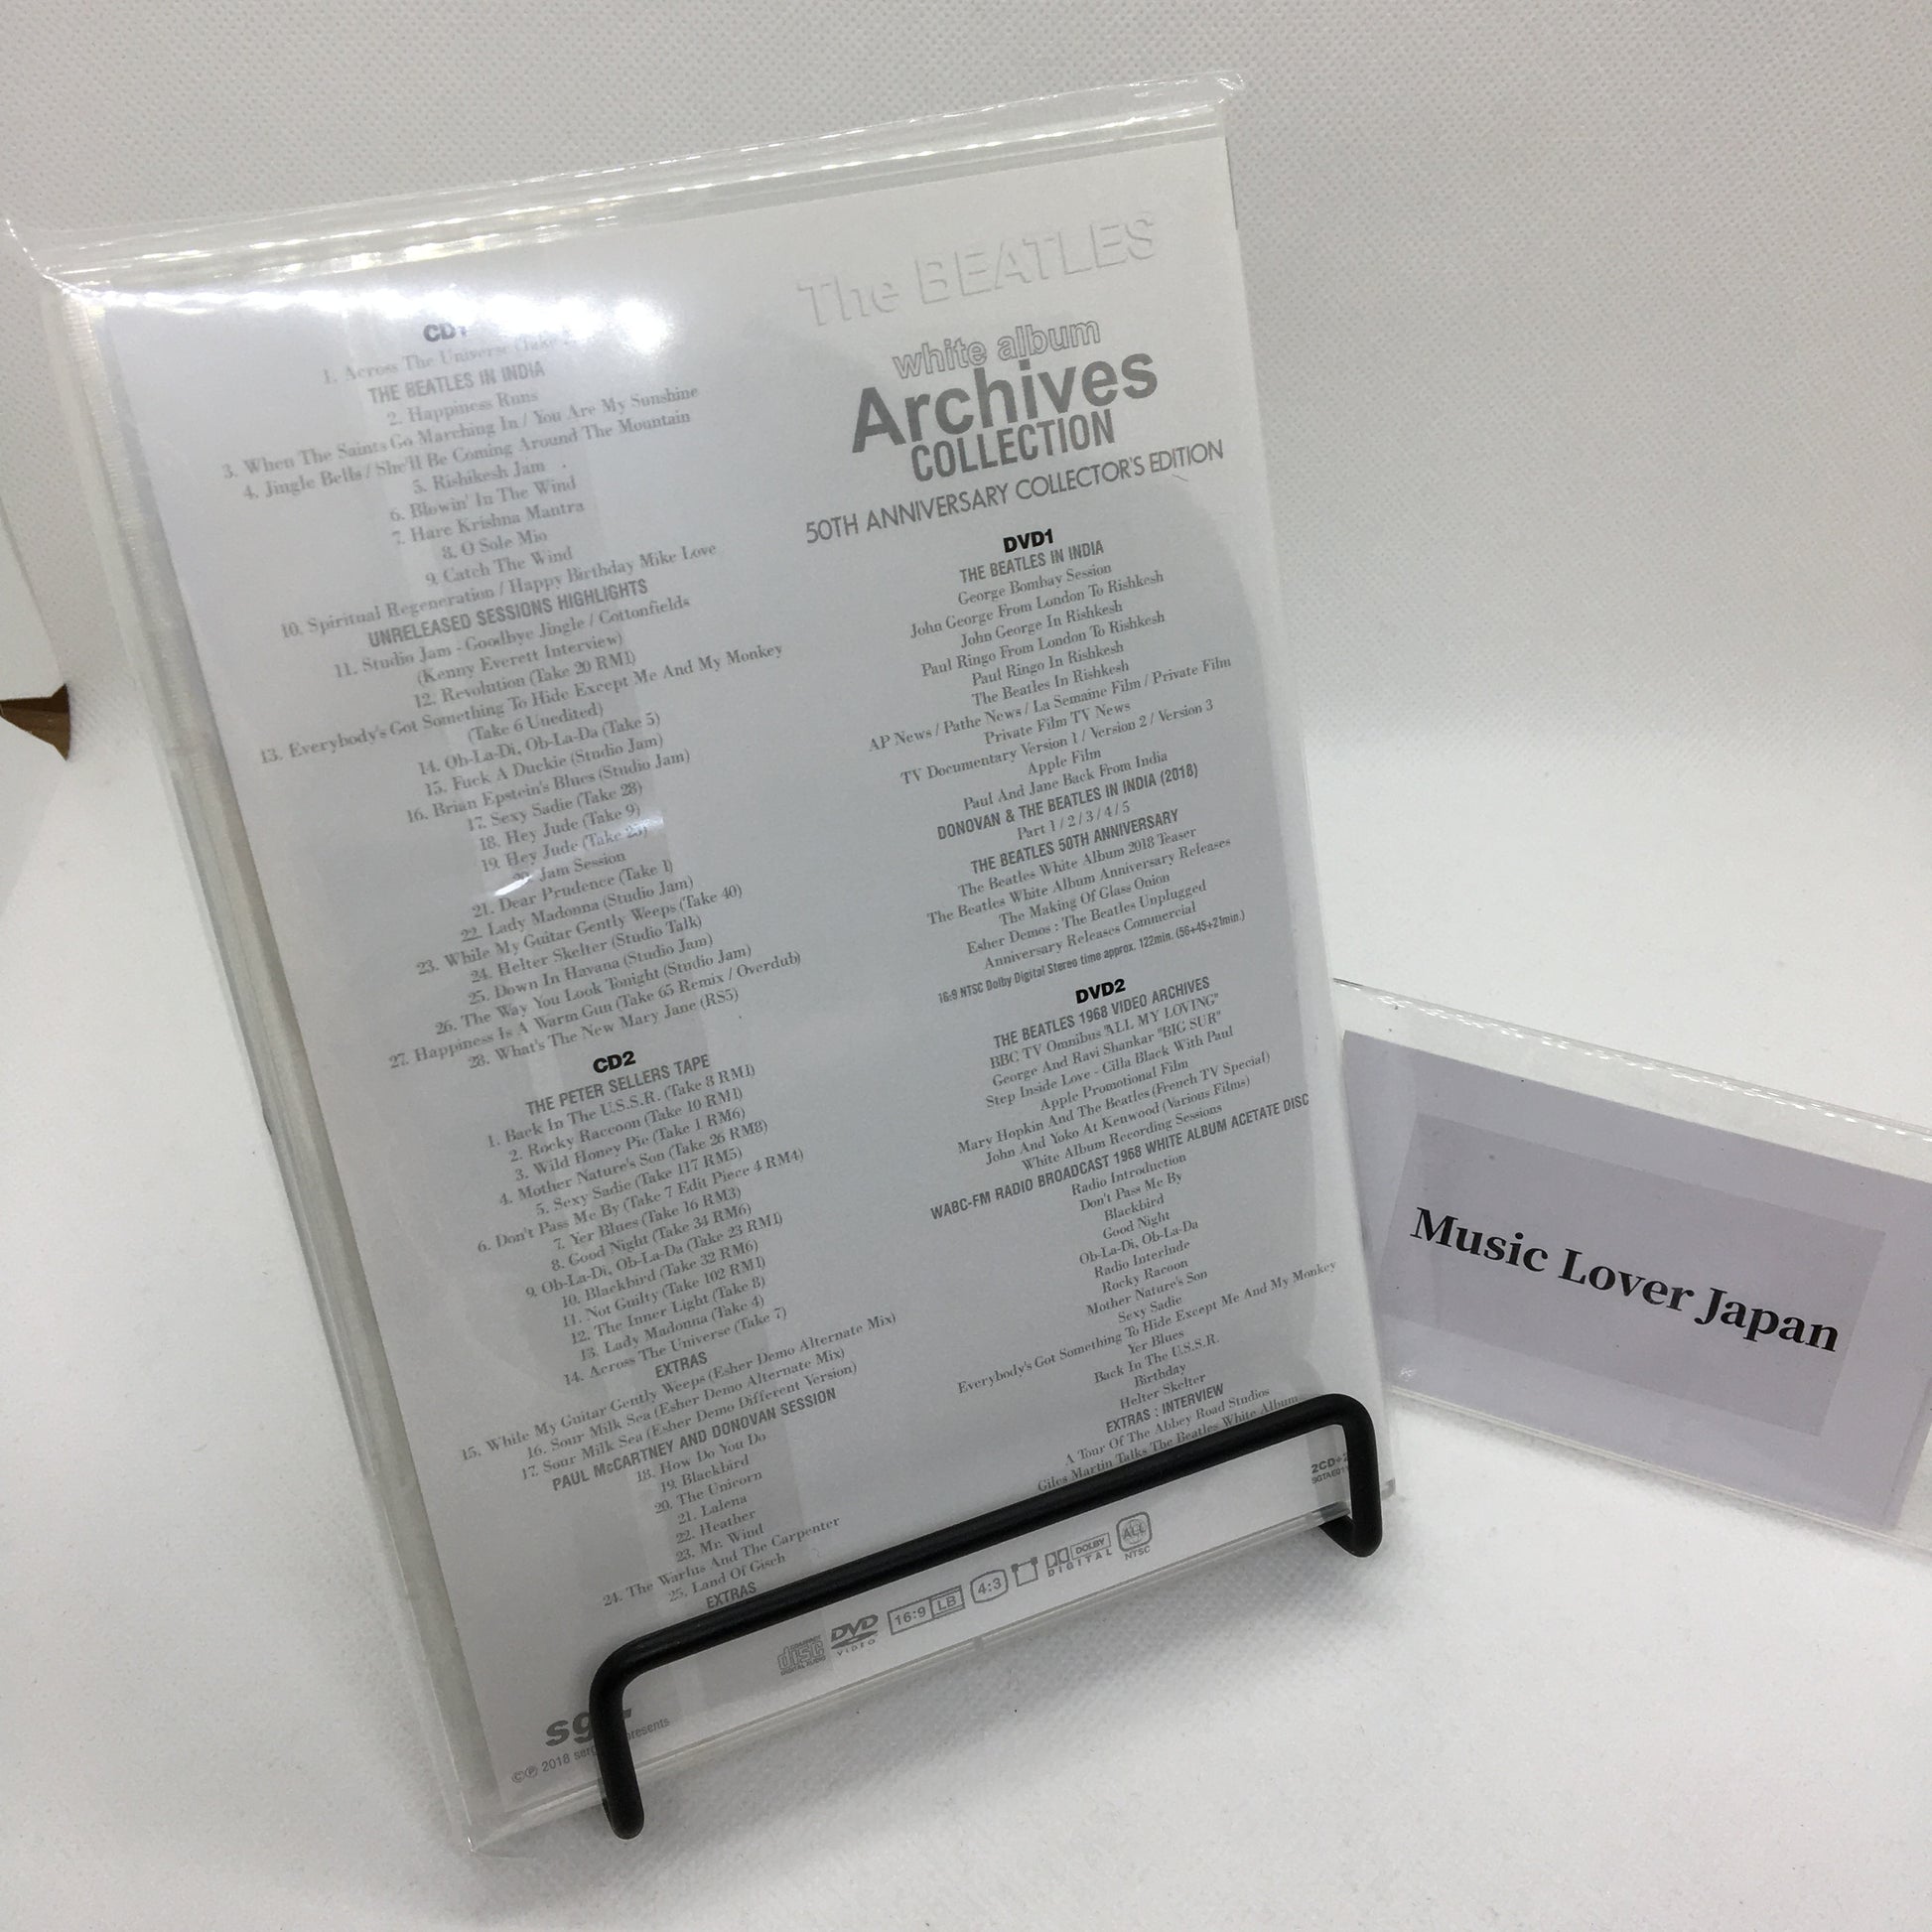 The BEATLES
white album
Archives
COLLECTION
50TH ANNIVERSARY COLLECTOR'S EDITION
CD1
1. Across The Universe (Take
THE BEATLES IN INDIA
2. Happiness Runs
3. When The Saints Go Marching In / You Are My Sunshine
4. Jingle Bells / She'll Be Coming Around The Mountain
5. Rishikesh Jam
6. Blowin' In The Wind
7. Hare Krishna Mantra
8. O Sole Mio
9. Catch The Wind
10. Spiritual Regeneration / Happy Birthday Mike Love
UNRELEASED SESSIONS HIGHLIGHTS
11. Studio Jam - Goodbye Jingle / Cottonfields
(Kenny Everett Interview)
12. Revolution (Take 20 RM1)
13. Everybody's Got Something To Hide Except Me And My Monkey
(Take 6 Unedited)
14. Ob-La-Di, Ob-La-Da (Take 5)
15. Fuck A Duckie (Studio Jam)
16. Brian Epstein's Blues (Studio Jam)
17. Sexy Sadie (Take 28)
18. Hey Jude (Take 9)
19. Hey Jude (Take 23)
20. Jam Session
21. Dear Prudence (Take 1)
22. Lady Madonna (Studio Jam)
23. While My Guitar Gently Weeps (Take 40)
24. Helter Skelter (Studio Talk)
25. Down In Havana (Studio Jam)
26. The Way You Look Tonight (Studio Jam)
27. Happiness Is A Warm Gun (Take 65 Remix / Overdub)
28. What's The New Mary Jane (RS5)
CD2
THE PETER SELLERS TAPE
1. Back In The U.S.S.R. (Take 8 RM1)
2. Rocky Raccoon (Take 10 RM1)
3. Wild Honey Pie (Take 1 RM6)
4. Mother Nature's Son (Take 26 RM8)
5. Sexy Sadie (Take 117 RM5)
6. Don't Pass Me By (Take 7 Edit Piece 4 RM4)
7. Yer Blues (Take 16 RM3)
8. Good Night (Take 34 RM6)
9. Ob-La-Di, Ob-La-Da (Take 23 RM1)
10. Blackbird (Take 32 RM6)
11. Not Guilty (Take 102 RM1)
12. The Inner Light (Take 8)
13. Lady Madonna (Take 4)
14. Across The Universe (Take 7)
EXTRAS
15. While My Guitar Gently Weeps (Esher Demo Alternate Mix)
16. Sour Milk Sea (Esher Demo Alternate Mix)
17. Sour Milk Sea (Esher Demo Different Version)
PAUL McCARTNEY AND DONOVAN SESSION
18. How Do You Do
19. Blackbird
20. The Unicorn
21. Lalena
22. Heather
23. Mr. Wind
24. The Warlus And The Carpenter
25. Land Of Gisch
EXTRAS
DVD1
THE BEATLES IN INDIA
George Bombay Session
John George From London To Rishkesh
John George In Rishkesh
Paul Ringo From London To Rishkesh
Paul Ringo In Rishkesh
The Beatles In Rishkesh
AP News / Pathe News / La Semaine Film / Private Film
Private Film TV News
TV Documentary Version 1 / Version 2 / Version 3
Apple Film
Paul And Jane Back From India
DONOVAN & THE BEATLES IN INDIA (2018)
Part 1 / 2 / 3 / 4 / 5
THE BEATLES 50TH ANNIVERSARY
The Beatles White Album 2018 Teaser
The Beatles White Album Anniversary Releases
The Making Of Glass Onion
Esher Demos : The Beatles Unplugged
Anniversary Releases Commercial
16:9 NTSC Dolby Digital Stereo time approx. 122min. (56+45+21min.)
DVD2
THE BEATLES 1968 VIDEO ARCHIVES
BBC TV Omnibus "ALL MY LOVING"
George And Ravi Shankar "BIG SUR"
Step Inside Love - Cilla Black With Paul
Apple Promotional Film
Mary Hopkin And The Beatles (French TV Special)
John And Yoko At Kenwood (Various Films)
White Album Recording Sessions
WABC-FM RADIO BROADCAST 1968 WHITE ALBUM ACETATE DISC
Radio Introduction
Don't Pass Me By
Blackbird
Good Night
Ob-La-Di, Ob-La-Da
Radio Interlude
Rocky Racoon
Mother Nature's Son
Sexy Sadie
Everybody's Got Something To Hide Except Me And My Monkey
Yer Blues
Back In The U.S.S.R.
Birthday
Helter Skelter
EXTRAS : INTERVIEW
A Tour Of The Abbey Road Studios
Giles Martin Talks The Beatles White Album
2CD+
disc
DIGITAL AUDIO
DVD
VIDEO
16:9 LB
4:3
DOLBY
DIGITAL
ALL
NTSC
presents
©℗ 2018
Music Lover Japan